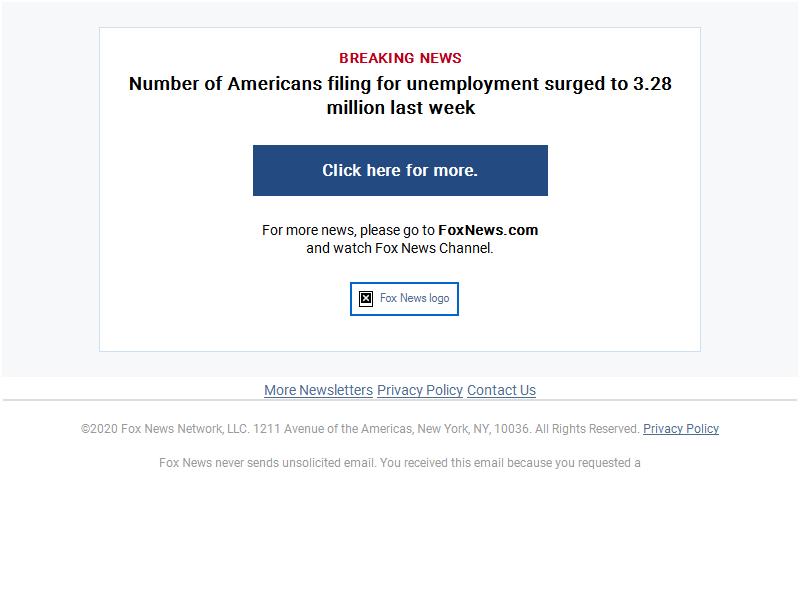 BREAKING NEWS
Number of Americans filing for unemployment surged to 3.28
million last week
Click here for more.
For more news, please go to FoxNews.com
and watch Fox News Channel.
Fox News logo
More Newsletters Privacy Policy Contact Us
©2020 Fox News Network, LLC. 1211 Avenue of the Americas, New York, NY, 10036. All Rights Reserved. Privacy Policy
Fox News never sends unsolicited email. You received this email because you requested a